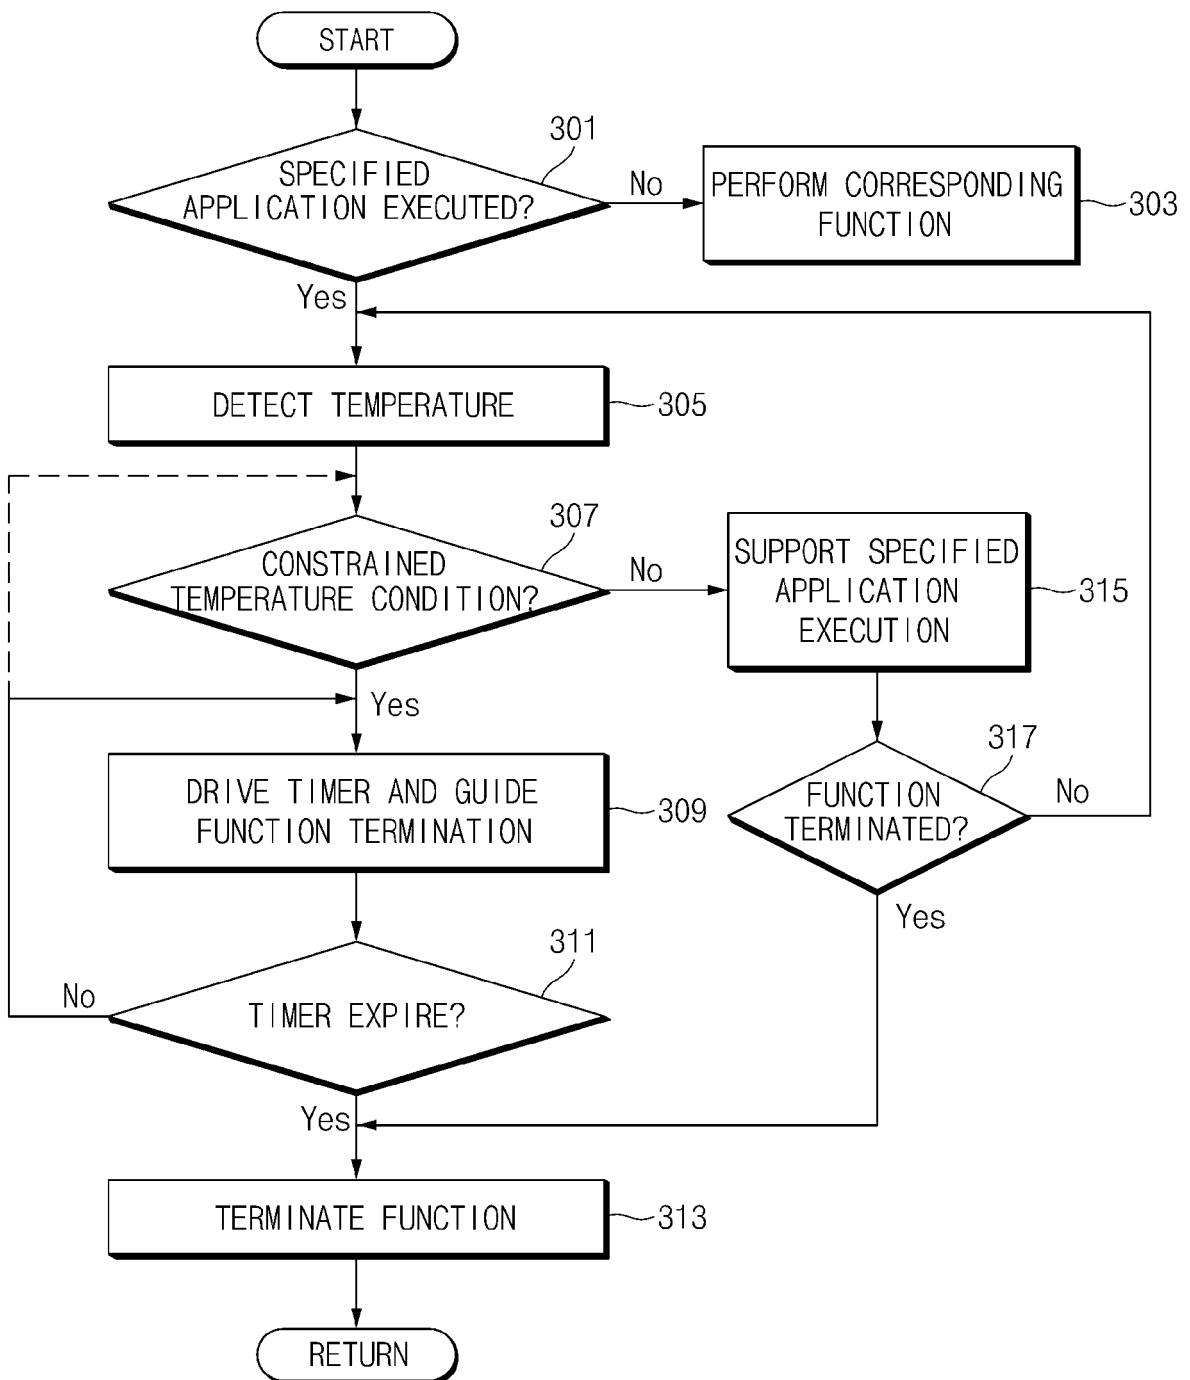 START
301
SPECIFIED
APPLICATION EXECUTED?
No
PERFORM CORRESPONDING
FUNCTION
303
Yes
DETECT TEMPERATURE
305
307
CONSTRAINED
TEMPERATURE CONDITION?
No
SUPPORT SPECIFIED
APPLICATION
EXECUTION
315
Yes
DRIVE TIMER AND GUIDE
FUNCTION TERMINATION
309
317
FUNCTION
TERMINATED?
No
Yes
311
TIMER EXPIRE?
No
Yes
TERMINATE FUNCTION
313
RETURN